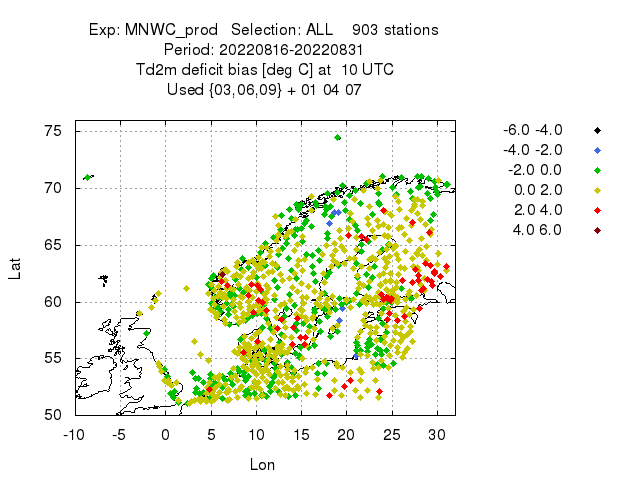 Exp: MNWC_prod   Selection: ALL    903 stations
Period: 20220816-20220831
Td2m deficit bias [deg C] at  10 UTC
Used {03,06,09} + 01 04 07
75
70
65
60
55
50
-10 -5 0 5 10 15 20 25 30
Lat
Lon
-6.0 -4.0
-4.0 -2.0
-2.0 0.0
0.0 2.0
2.0 4.0
4.0 6.0